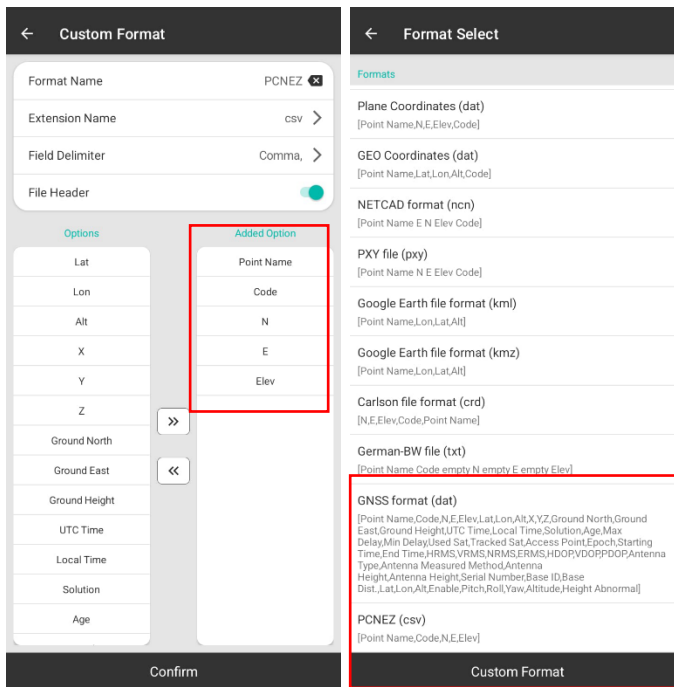 Custom Format
Format Name PCNEZ
Extension Name csv
Field Delimiter Comma,
File Header
Options
Lat
Lon
Alt
X
Y
Z
Ground North
Ground East
Ground Height
UTC Time
Local Time
Solution
Age
Added Option
Point Name
Code
N
E
Elev
Confirm
Format Select
Formats
Plane Coordinates (dat)
[Point Name,N,E,Elev,Code]
GEO Coordinates (dat)
[Point Name,Lat,Lon,Alt,Code]
NETCAD format (ncn)
[Point Name E N Elev Code]
PXY file (pxy)
[Point Name N E Elev Code]
Google Earth file format (kml)
[Point Name,Lon,Lat,Alt]
Google Earth file format (kmz)
[Point Name,Lon,Lat,Alt]
Carlson file format (crd)
[N,E,Elev,Code,Point Name]
German-BW file (txt)
[Point Name Code empty N empty E empty Elev]
GNSS format (dat)
[Point Name,Code,N,E,Elev,Lat,Lon,Alt,X,Y,Z,Ground North,Ground
East,Ground Height,UTC Time,Local Time,Solution,Age,Max
Delay,Min Delay,Used Sat,Tracked Sat,Access Point,Epoch,Starting
Time,End Time,HRMS,VRMS,NRMS,ERMS,HDOP,VDOP,PDOP,Antenna
Type,Antenna Measured Method,Antenna
Height,Antenna Height,Serial Number,Base ID,Base
Dist.,Lat,Lon,Alt,Enable,Pitch,Roll,Yaw,Altitude,Height Abnormal]
PCNEZ (csv)
[Point Name,Code,N,E,Elev]
Custom Format